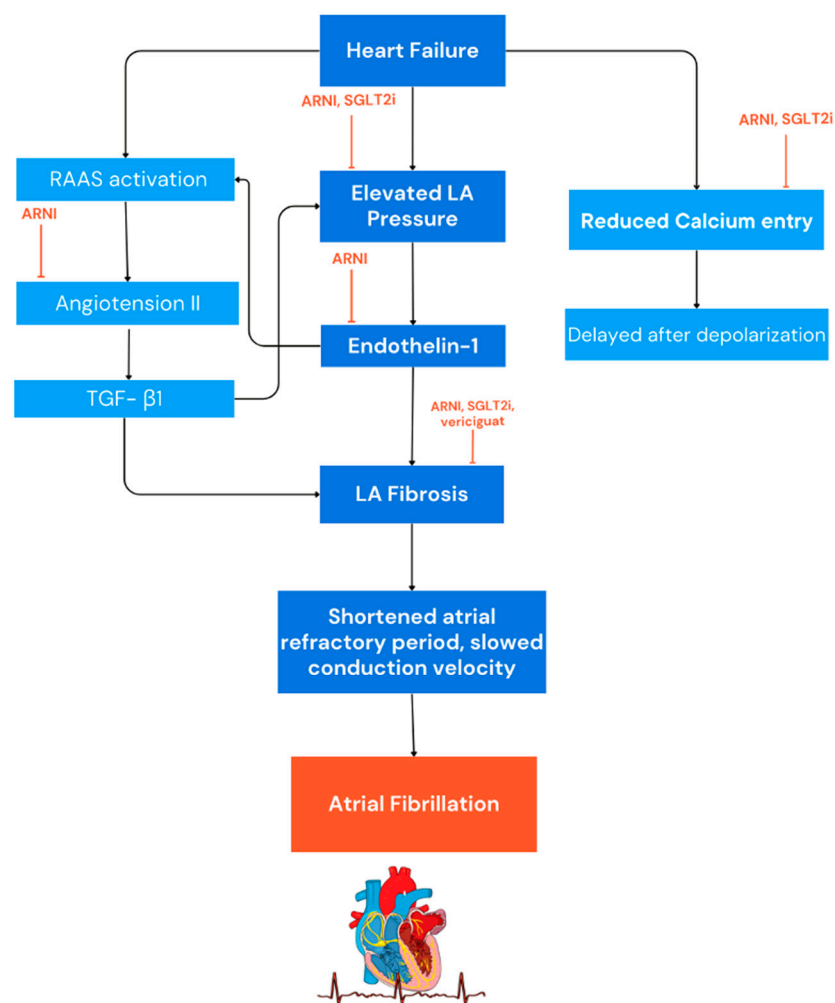 Heart Failure
ARNI, SGLT2i
ARNI, SGLT2i
RAAS activation
Elevated LA
Pressure
Reduced Calcium entry
ARNI
ARNI
Angiotension II
Endothelin-1
Delayed after depolarization
TGF- β1
ARNI, SGLT2i,
vericiguat
LA Fibrosis
Shortened atrial
refractory period, slowed
conduction velocity
Atrial Fibrillation